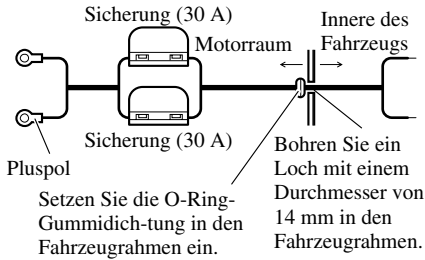 Sicherung (30 A)
Motorraum
Innere des
Fahrzeugs
Sicherung (30 A)
Pluspol
Setzen Sie die O-Ring-
Gummidich-tung in den
Fahrzeugrahmen ein.
Bohren Sie ein
Loch mit einem
Durchmesser von
14 mm in den
Fahrzeugrahmen.